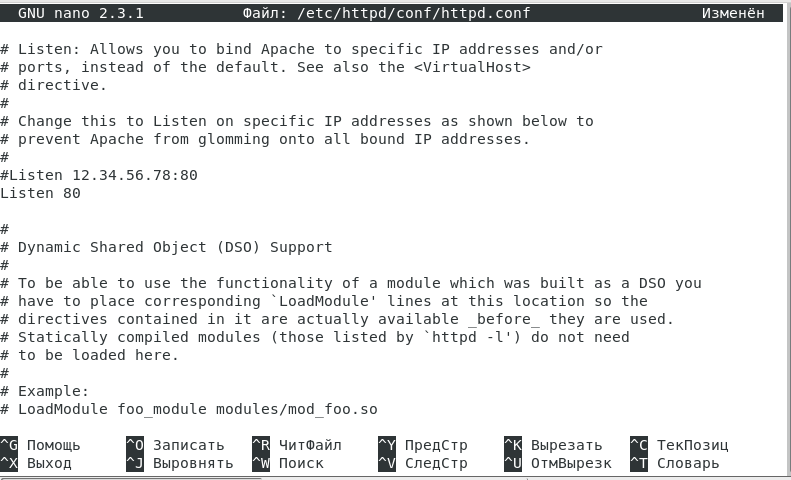 GNU nano 2.3.1 Файл: /etc/httpd/conf/httpd.conf Изменён
# Listen: Allows you to bind Apache to specific IP addresses and/or
# ports, instead of the default. See also the <VirtualHost>
# directive.
#
# Change this to Listen on specific IP addresses as shown below to
# prevent Apache from glomming onto all bound IP addresses.
#
#Listen 12.34.56.78:80
Listen 80
#
# Dynamic Shared Object (DSO) Support
#
# To be able to use the functionality of a module which was built as a DSO you
# have to place corresponding `LoadModule' lines at this location so the
# directives contained in it are actually available _before_ they are used.
# Statically compiled modules (those listed by `httpd -l') do not need
# to be loaded here.
#
# Example:
# LoadModule foo_module modules/mod_foo.so
^G Помощь ^O Записать ^R ЧитФайл ^Y ПредСтр ^K Вырезать ^C ТекПозиц
^X Выход ^J Выровнять ^W Поиск ^V СледСтр ^U ОтмВырезк ^T Словарь